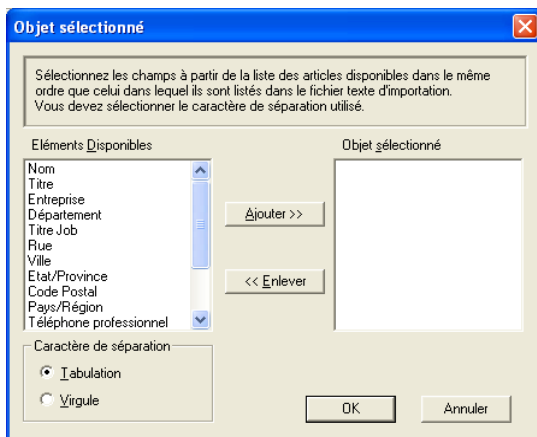 Objet sélectionné
Sélectionnez les champs à partir de la liste des articles disponibles dans le même
ordre que celui dans lequel ils sont listés dans le fichier texte d'importation.
Vous devez sélectionner le caractère de séparation utilisé.
Eléments Disponibles
Nom
Titre
Entreprise
Département
Titre Job
Rue
Ville
Etat/Province
Code Postal
Pays/Région
Téléphone professionnel
Ajouter >>
<< Enlever
Objet sélectionné
Caractère de séparation
Tabulation
Virgule
OK
Annuler